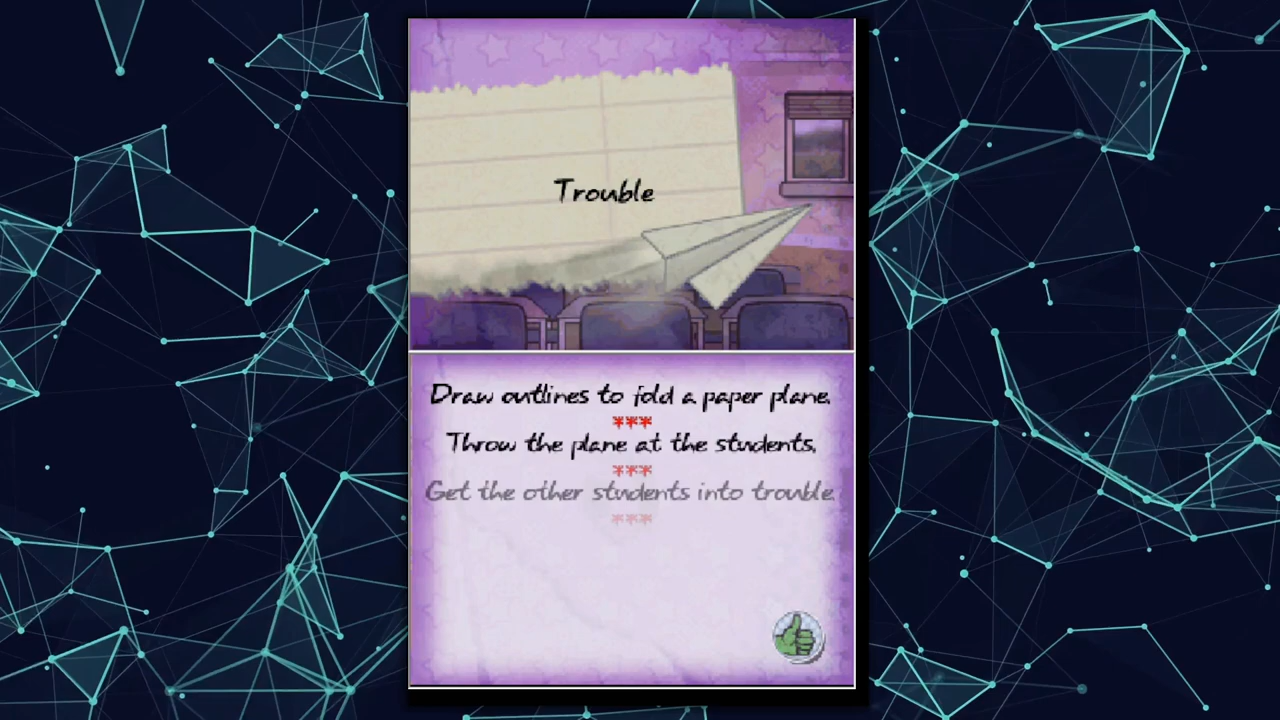 Trouble
Draw outlines to fold a paper plane.
***
Throw the plane at the students.
***
Get the other students into trouble.
***